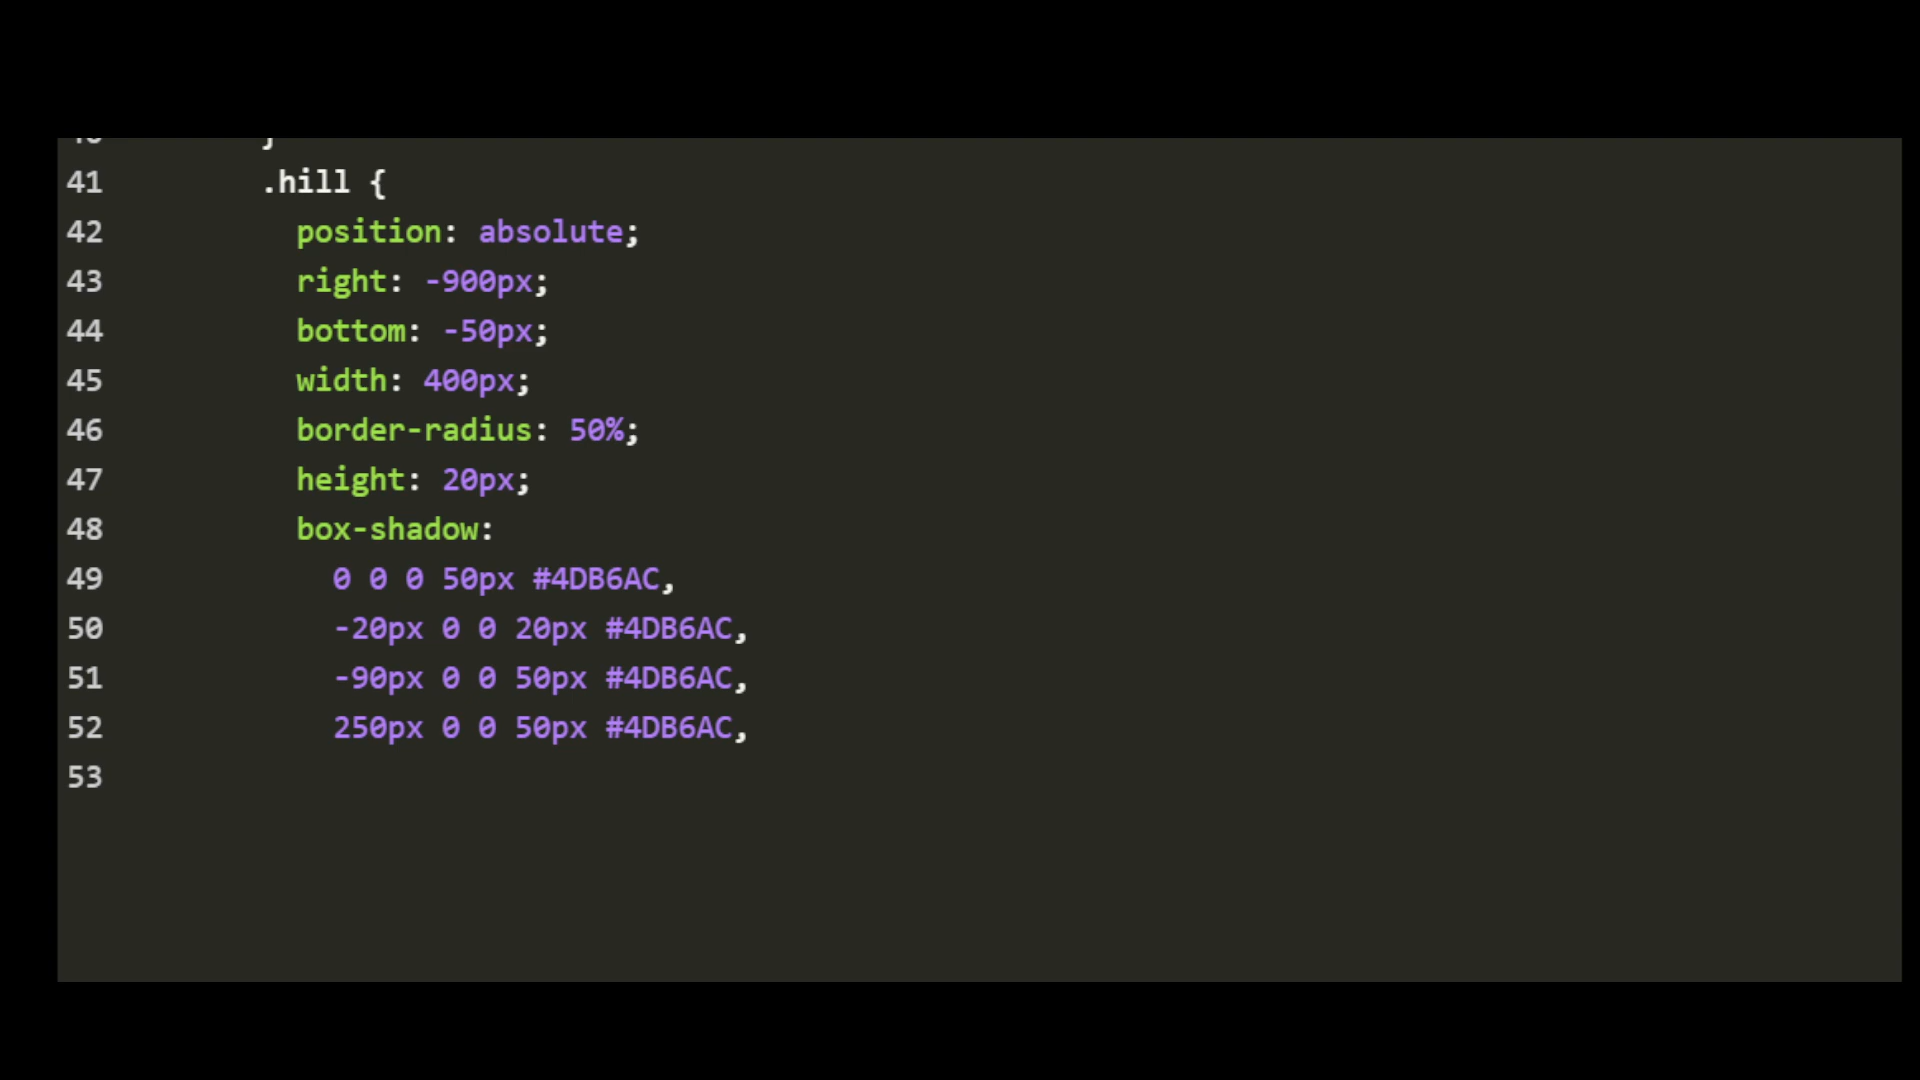 41 .hill {
42 position: absolute;
43 right: -900px;
44 bottom: -50px;
45 width: 400px;
46 border-radius: 50%;
47 height: 20px;
48 box-shadow:
49 0 0 0 50px #4DB6AC,
50 -20px 0 0 20px #4DB6AC,
51 -90px 0 0 50px #4DB6AC,
52 250px 0 0 50px #4DB6AC,
53